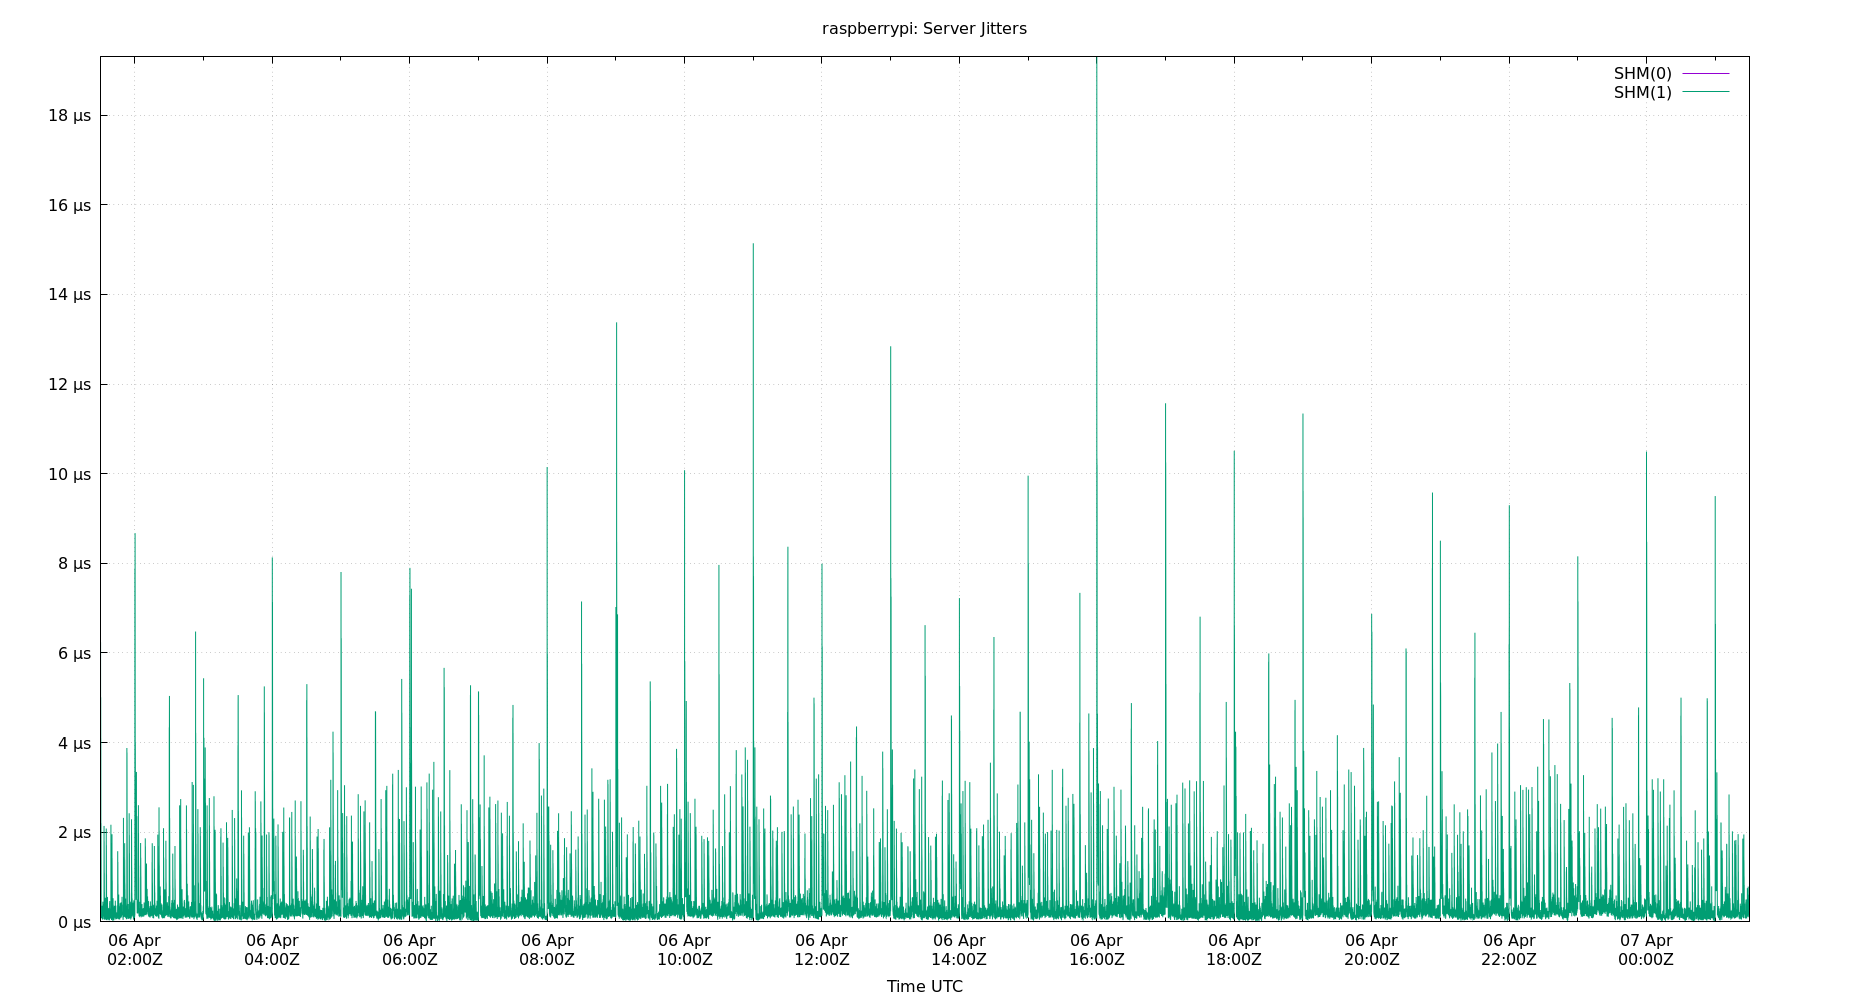 raspberrypi: Server Jitters
SHM(0)
SHM(1)
18 µs
16 µs
14 µs
12 µs
10 µs
8 µs
6 µs
4 µs
2 µs
0 µs
06 Apr 06 Apr 06 Apr 06 Apr 06 Apr 06 Apr 06 Apr 06 Apr 06 Apr 06 Apr 06 Apr 07 Apr
02:00Z 04:00Z 06:00Z 08:00Z 10:00Z 12:00Z 14:00Z 16:00Z 18:00Z 20:00Z 22:00Z 00:00Z
Time UTC